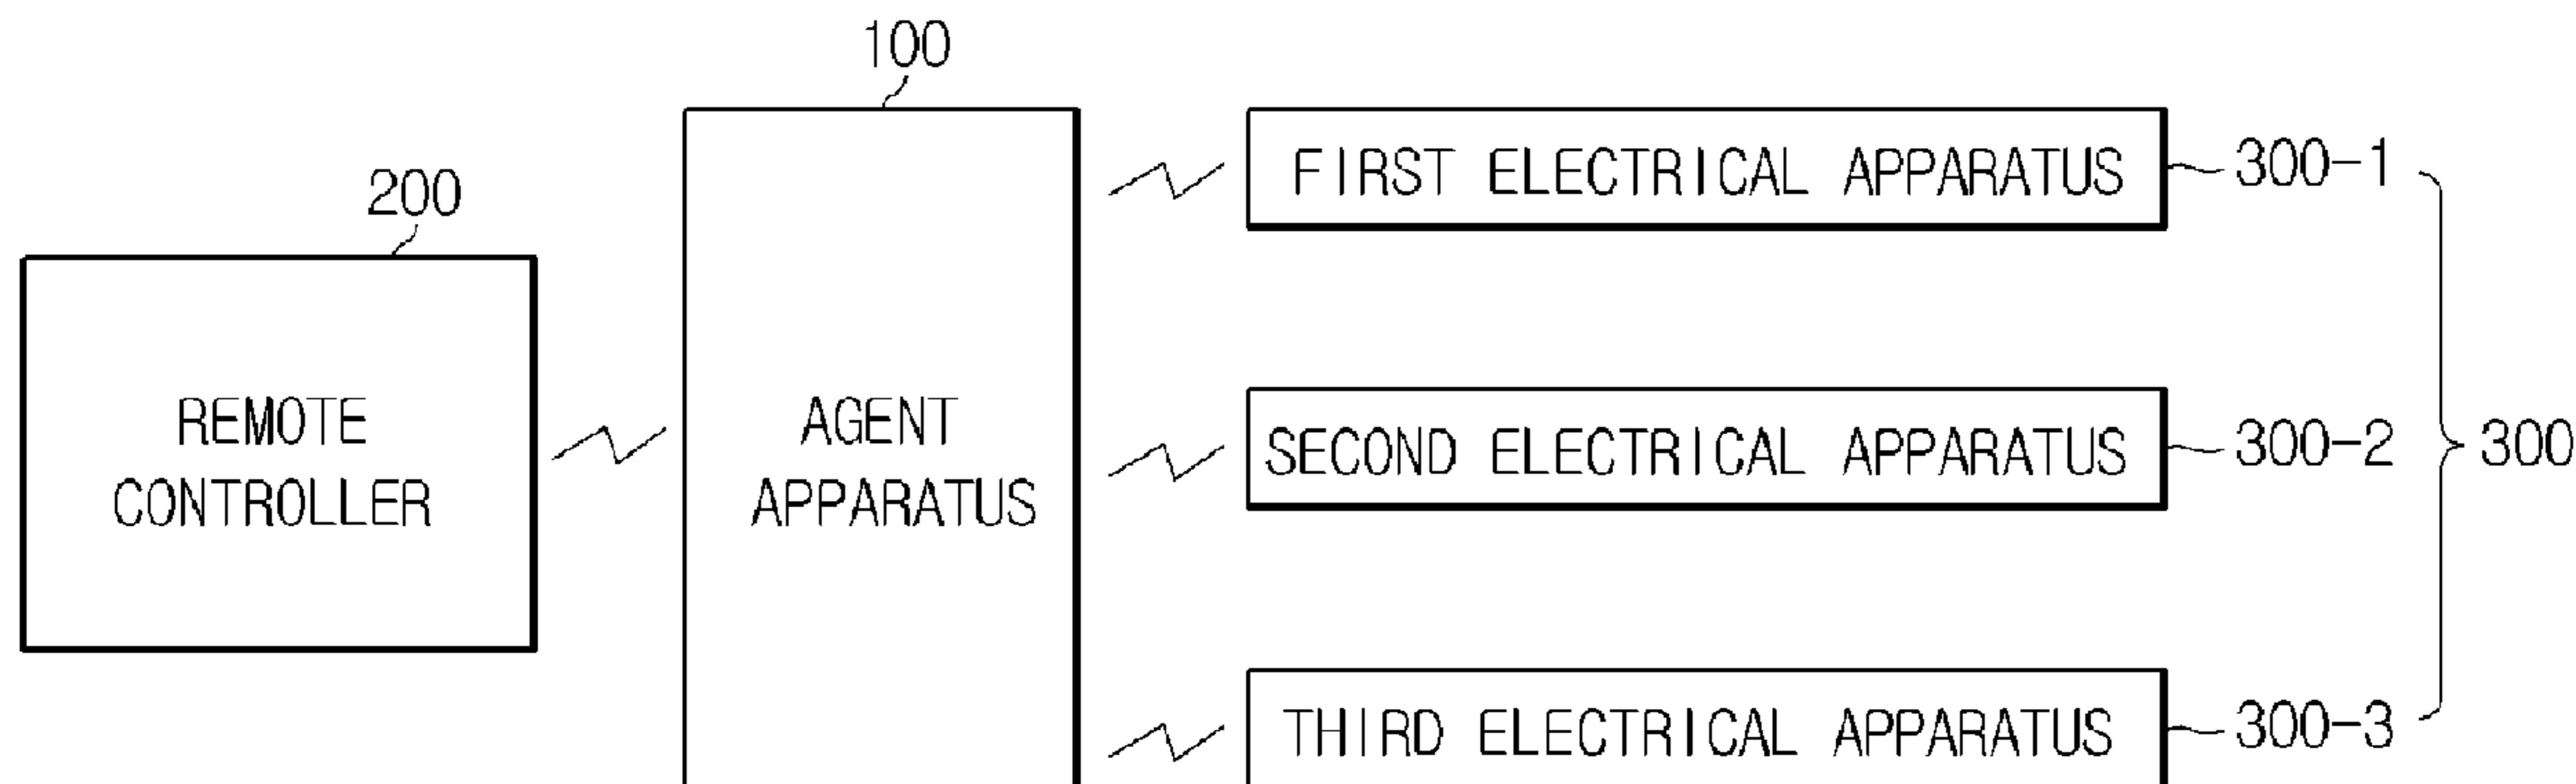 100
200
REMOTE
CONTROLLER
AGENT
APPARATUS
FIRST ELECTRICAL APPARATUS
300-1
SECOND ELECTRICAL APPARATUS
300-2
300
THIRD ELECTRICAL APPARATUS
300-3